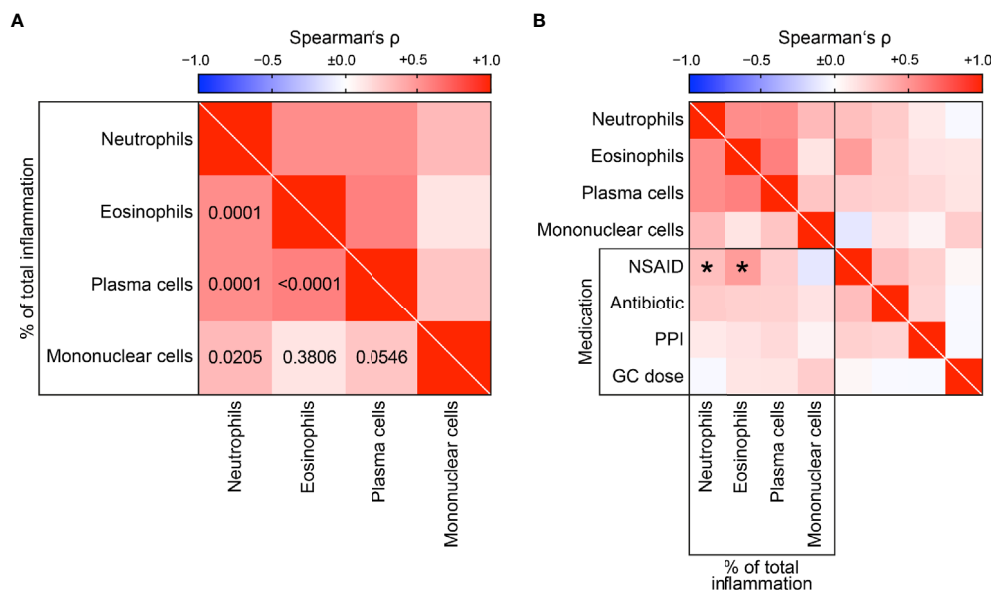 A
Spearman's ρ
−1.0 −0.5 ±0.0 +0.5 +1.0
% of total inflammation
Neutrophils
Eosinophils
0.0001
Plasma cells
0.0001 <0.0001
Mononuclear cells
0.0205 0.3806 0.0546
Neutrophils
Eosinophils
Plasma cells
Mononuclear cells
B
Spearman's ρ
−1.0 −0.5 ±0.0 +0.5 +1.0
Neutrophils
Eosinophils
Plasma cells
Mononuclear cells
Medication
NSAID
* *
Antibiotic
PPI
GC dose
Neutrophils
Eosinophils
Plasma cells
Mononuclear cells
% of total
inflammation